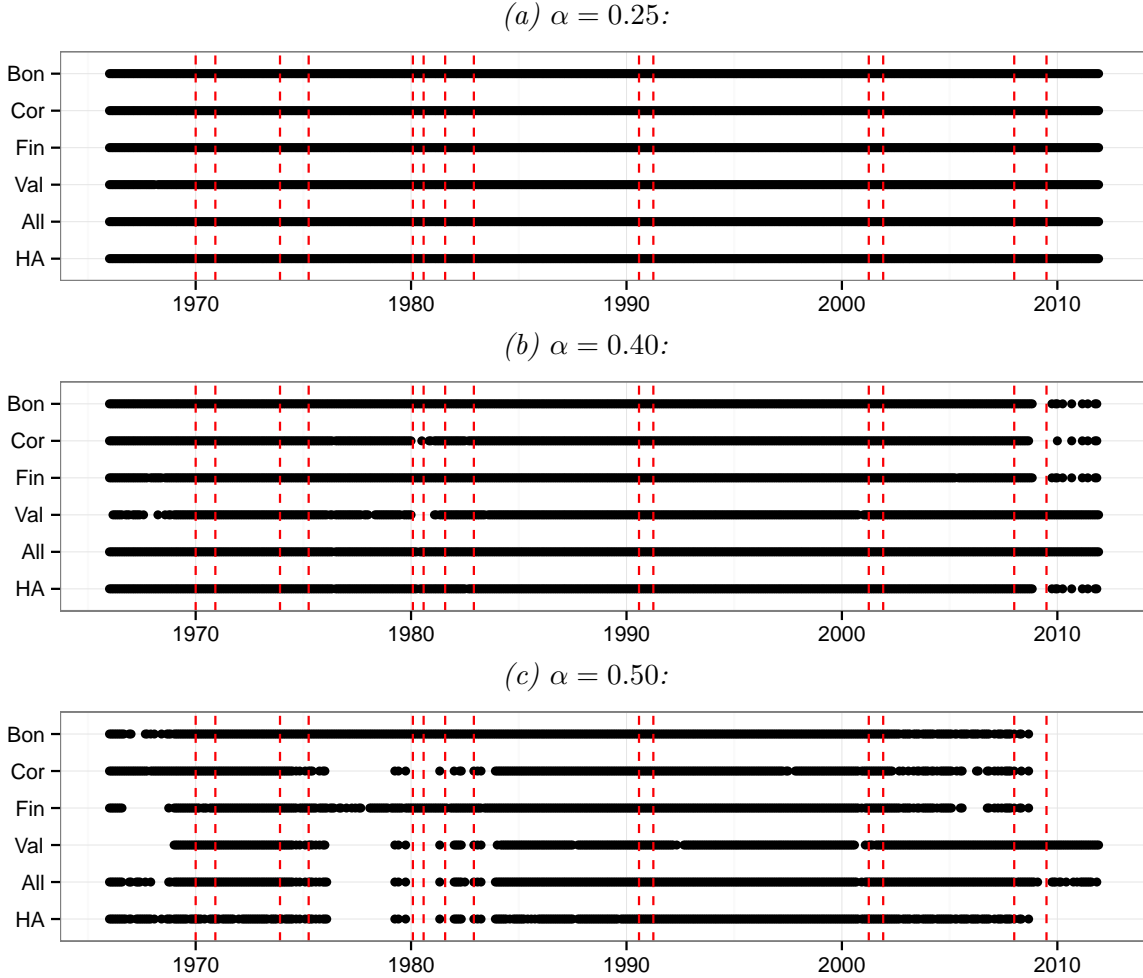 (a) α = 0.25:
Bon
Cor
Fin
Val
All
HA
1970 1980 1990 2000 2010
(b) α = 0.40:
Bon
Cor
Fin
Val
All
HA
1970 1980 1990 2000 2010
(c) α = 0.50:
Bon
Cor
Fin
Val
All
HA
1970 1980 1990 2000 2010